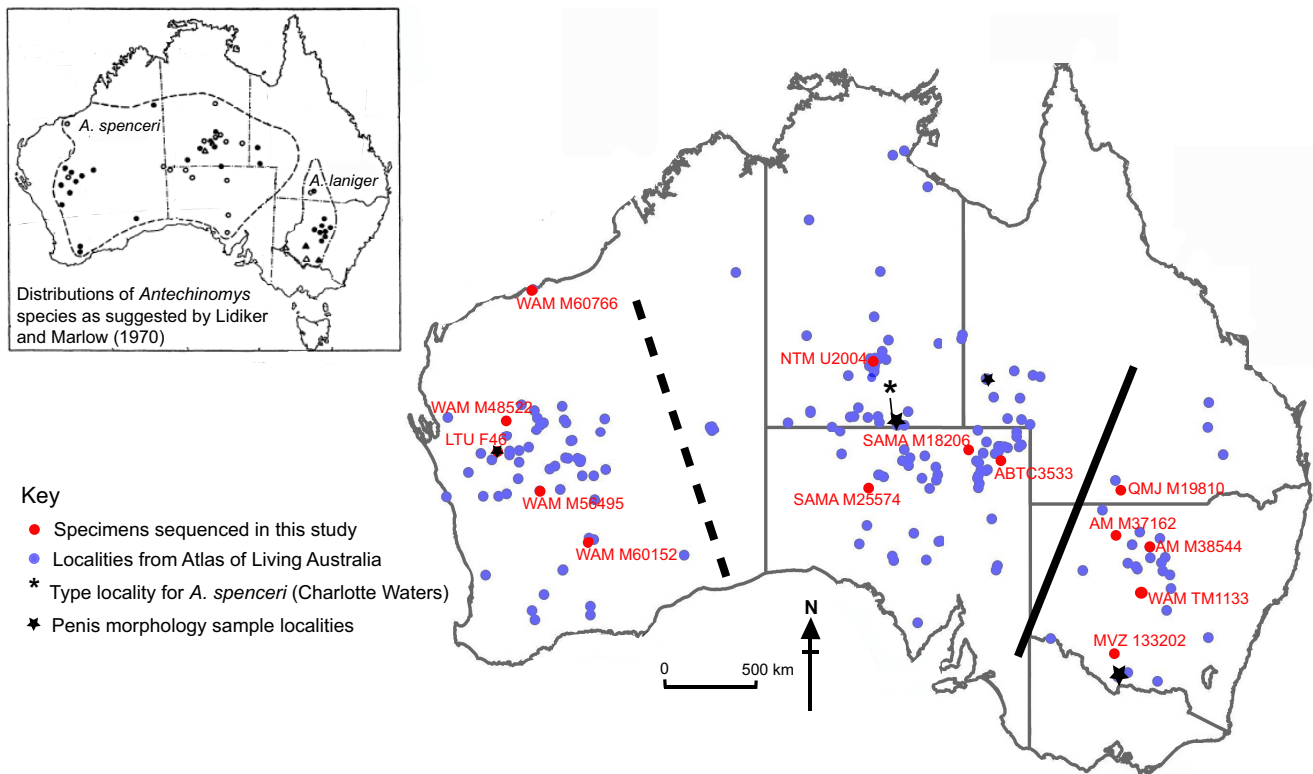 A. spenceri
A. laniger
Distributions of Antechinomys
species as suggested by Lidiker
and Marlow (1970)
WAM M60766
NTM U2004
*
WAM M48522
LTU F46
SAMA M18206
ABTC3533
SAMA M25574
WAM M56495
QMJ M19810
AM M37162
AM M38544
WAM M60152
WAM TM1133
MVZ 133202
Key
Specimens sequenced in this study
Localities from Atlas of Living Australia
* Type locality for A. spenceri (Charlotte Waters)
Penis morphology sample localities
N
0 500 km